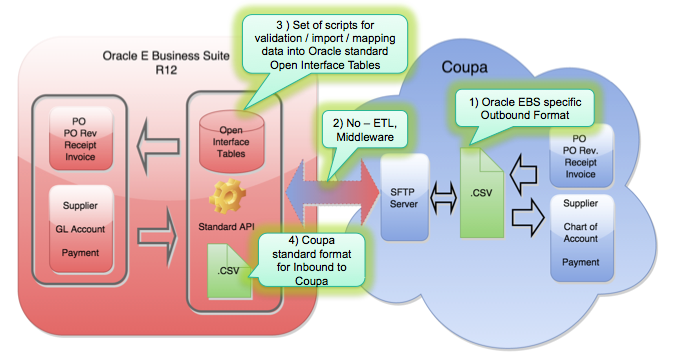 3 ) Set of scripts for
validation / import / mapping
data into Oracle standard
Open Interface Tables
Oracle E Business Suite
R12
Coupa
1) Oracle EBS specific
Outbound Format
2) No – ETL,
Middleware
PO
PO Rev
Receipt
Invoice
Open
Interface
Tables
PO
PO Rev.
Receipt
Invoice
SFTP
Server
.CSV
Supplier
GL Account
Payment
Standard API
Supplier
Chart of
Account
Payment
4) Coupa
standard format
for Inbound to
Coupa
.CSV